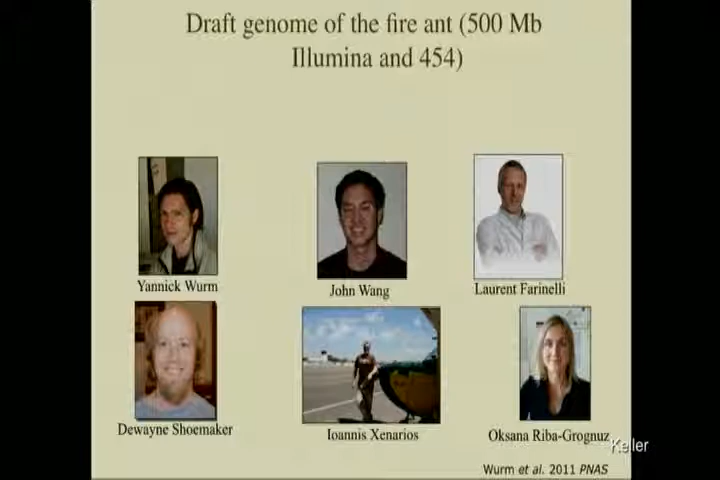 Draft genome of the fire ant (500 Mb
Illumina and 454)
Yannick Wurm
John Wang
Laurent Farinelli
Dewayne Shoemaker
Ioannis Xenarios
Oksana Riba-Grognuz
Keller
Wurm et al. 2011 PNAS